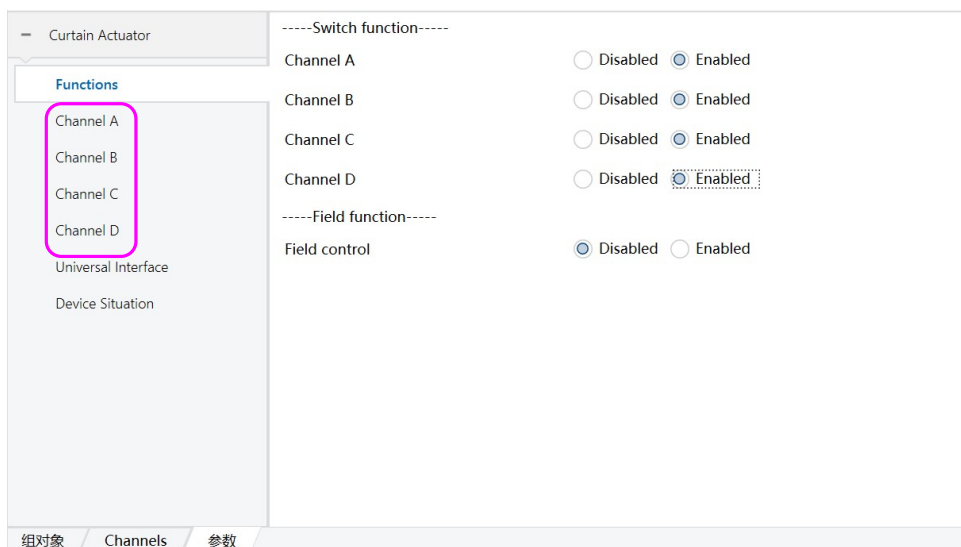 Curtain Actuator
Functions
Channel A
Channel B
Channel C
Channel D
Universal Interface
Device Situation
-----Switch function-----
Channel A Disabled Enabled
Channel B Disabled Enabled
Channel C Disabled Enabled
Channel D Disabled Enabled
-----Field function-----
Field control Disabled Enabled
组对象 Channels 参数